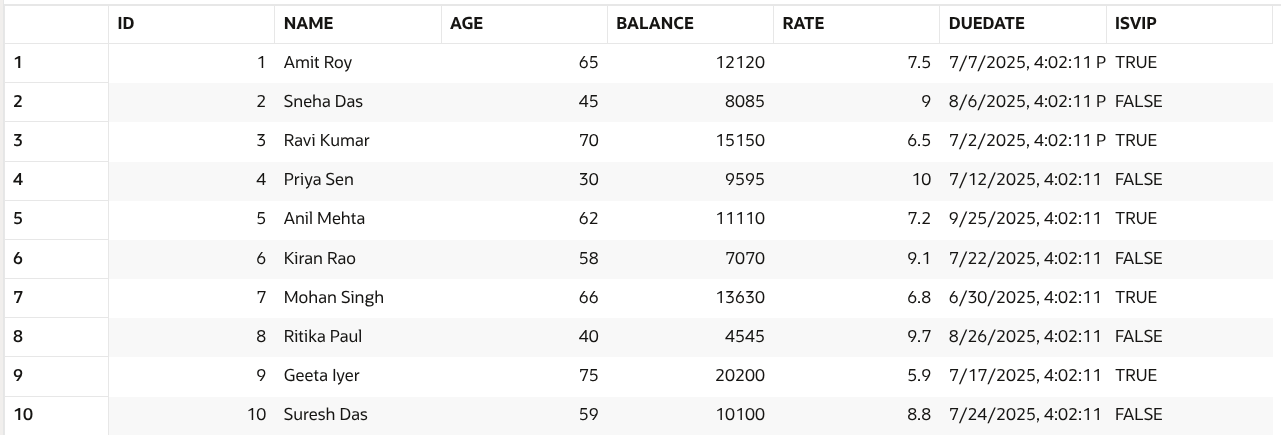 ID NAME AGE BALANCE RATE DUEDATE ISVIP
1 1 Amit Roy 65 12120 7.5 7/7/2025, 4:02:11 P TRUE
2 2 Sneha Das 45 8085 9 8/6/2025, 4:02:11 P FALSE
3 3 Ravi Kumar 70 15150 6.5 7/2/2025, 4:02:11 P TRUE
4 4 Priya Sen 30 9595 10 7/12/2025, 4:02:11 FALSE
5 5 Anil Mehta 62 11110 7.2 9/25/2025, 4:02:11 TRUE
6 6 Kiran Rao 58 7070 9.1 7/22/2025, 4:02:11 FALSE
7 7 Mohan Singh 66 13630 6.8 6/30/2025, 4:02:11 TRUE
8 8 Ritika Paul 40 4545 9.7 8/26/2025, 4:02:11 FALSE
9 9 Geeta Iyer 75 20200 5.9 7/17/2025, 4:02:11 TRUE
10 10 Suresh Das 59 10100 8.8 7/24/2025, 4:02:11 FALSE